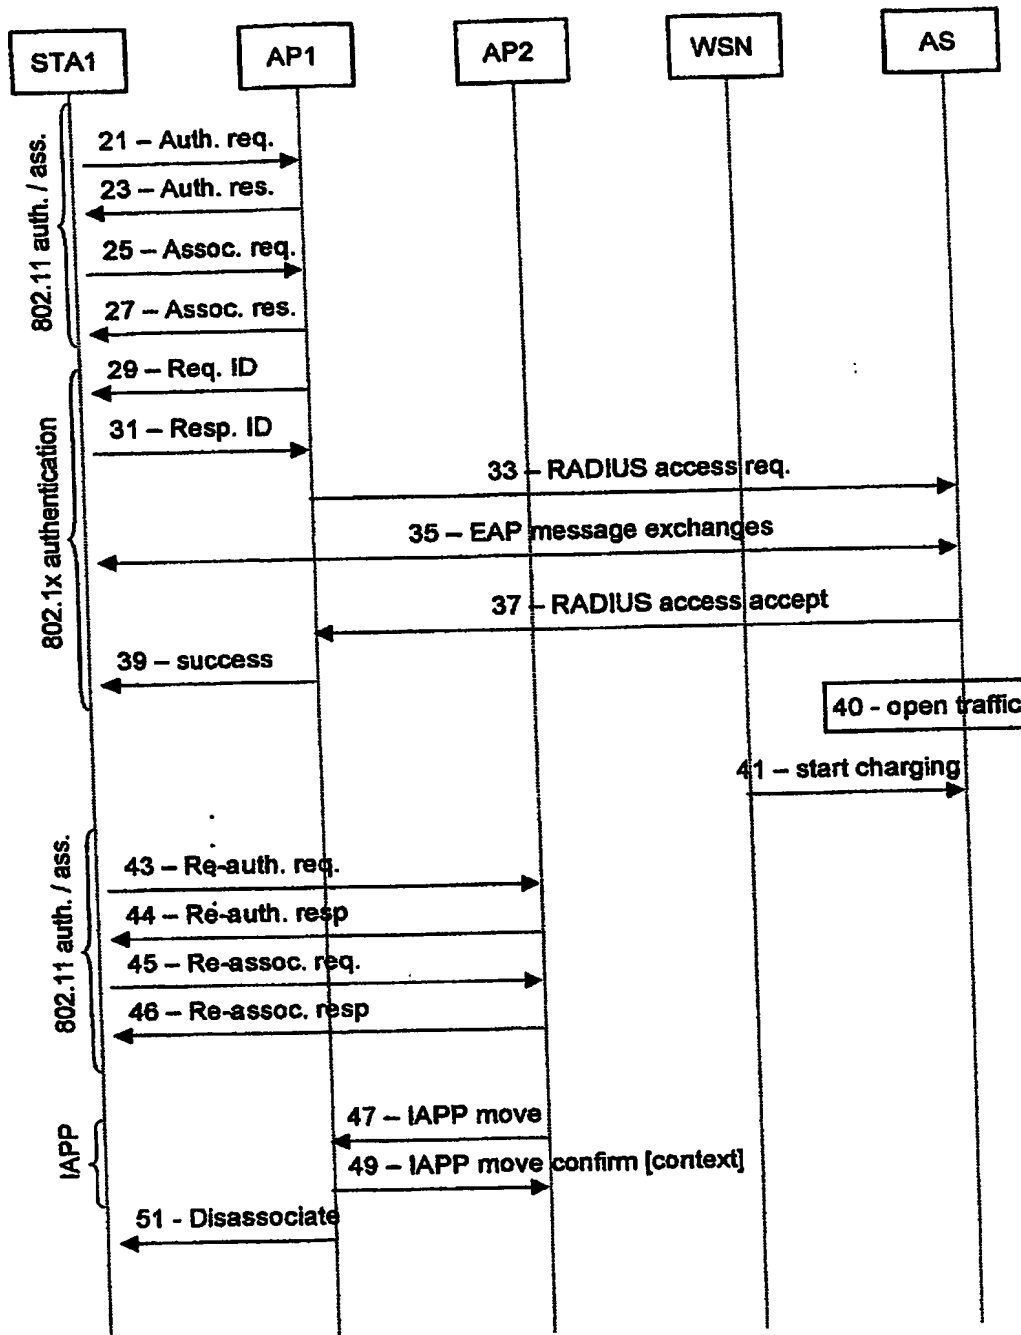 STA1
AP1
AP2
WSN
AS
802.11 auth. / ass.
21 – Auth. req.
23 – Auth. res.
25 – Assoc. req.
27 – Assoc. res.
802.1x authentication
29 – Req. ID
31 – Resp. ID
33 – RADIUS access req.
35 – EAP message exchanges
37 – RADIUS access accept
39 – success
40 - open traffic
41 – start charging
802.11 auth. / ass.
43 – Re-auth. req.
44 – Re-auth. resp
45 – Re-assoc. req.
46 – Re-assoc. resp
IAPP
47 – IAPP move
49 – IAPP move confirm [context]
51 - Disassociate